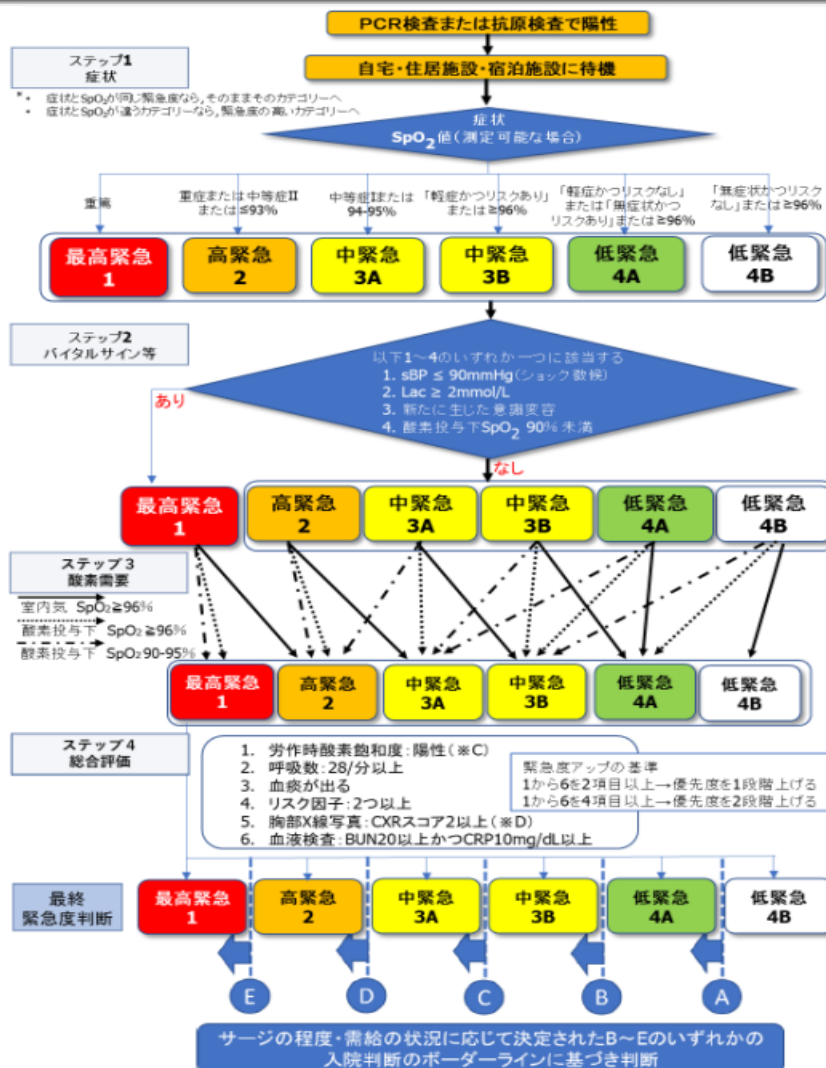 PCR検査または抗原検査で陽性
ステップ1
症状
自宅・住居施設・宿泊施設に待機
*• 症状とSpO₂が同じ緊急度なら,そのままそのカテゴリーへ
• 症状とSpO₂が違うカテゴリーなら,緊急度の高いカテゴリーへ
症状
SpO₂値(測定可能な場合)
重篤
重症または中等症II
または≦93%
中等症Iまたは
94-95%
「軽症かつリスクあり」
または≧96%
「軽症かつリスクなし」
または「無症状かつ
リスクあり」または≧96%
「無症状かつリスク
なし」または≧96%
最高緊急
1
高緊急
2
中緊急
3A
中緊急
3B
低緊急
4A
低緊急
4B
ステップ2
バイタルサイン等
以下1～4のいずれか一つに該当する
1. sBP ≤ 90mmHg(ショック徴候)
2. Lac ≥ 2mmol/L
3. 新たに生じた意識変容
4. 酸素投与下SpO₂ 90% 未満
あり
なし
最高緊急
1
高緊急
2
中緊急
3A
中緊急
3B
低緊急
4A
低緊急
4B
ステップ３
酸素需要
室内気 SpO₂≧96%
酸素投与下 SpO₂≧96%
酸素投与下 SpO₂90-95%
最高緊急
1
高緊急
2
中緊急
3A
中緊急
3B
低緊急
4A
低緊急
4B
ステップ４
総合評価
1. 労作時酸素飽和度:陽性(※C)
2. 呼吸数:28/分以上
3. 血痰が出る
4. リスク因子:2つ以上
5. 胸部X線写真:CXRスコア2以上(※D)
6. 血液検査:BUN20以上かつCRP10mg/dL以上
緊急度アップの基準
1から6を2項目以上→優先度を1段階上げる
1から6を4項目以上→優先度を2段階上げる
最終
緊急度判断
最高緊急
1
高緊急
2
中緊急
3A
中緊急
3B
低緊急
4A
低緊急
4B
E
D
C
B
A
サージの程度・需給の状況に応じて決定されたB～Eのいずれかの
入院判断のボーダーラインに基づき判断